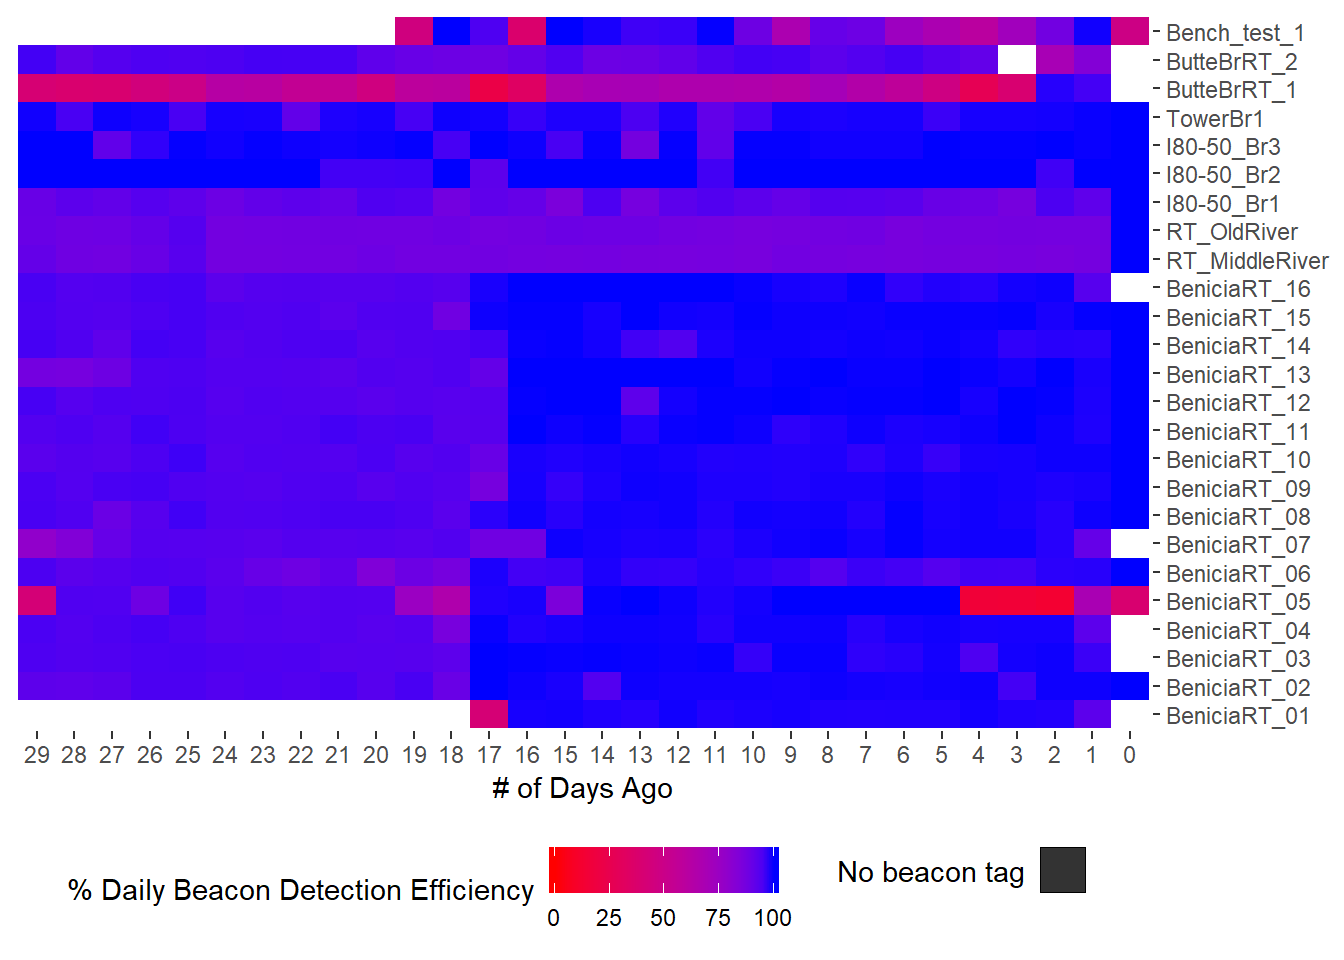 Bench_test_1
ButteBrRT_2
ButteBrRT_1
TowerBr1
I80-50_Br3
I80-50_Br2
I80-50_Br1
RT_OldRiver
RT_MiddleRiver
BeniciaRT_16
BeniciaRT_15
BeniciaRT_14
BeniciaRT_13
BeniciaRT_12
BeniciaRT_11
BeniciaRT_10
BeniciaRT_09
BeniciaRT_08
BeniciaRT_07
BeniciaRT_06
BeniciaRT_05
BeniciaRT_04
BeniciaRT_03
BeniciaRT_02
BeniciaRT_01
29 28 27 26 25 24 23 22 21 20 19 18 17 16 15 14 13 12 11 10 9 8 7 6 5 4 3 2 1 0
# of Days Ago
% Daily Beacon Detection Efficiency
0 25 50 75 100
No beacon tag